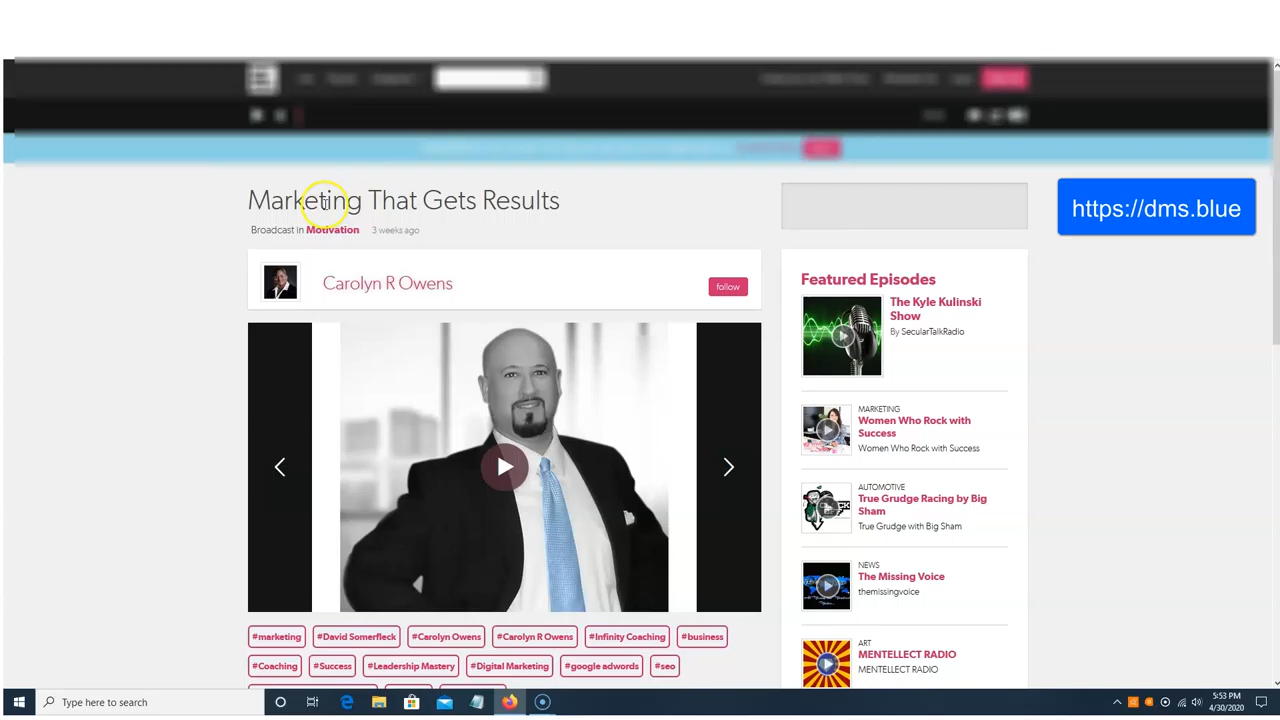 Marketing That Gets Results
https://dms.blue
Broadcast in Motivation 3 weeks ago
Carolyn R Owens
follow
Featured Episodes
The Kyle Kulinski
Show
By SecularTalkRadio
MARKETING
Women Who Rock with
Success
Women Who Rock with Success
AUTOMOTIVE
True Grudge Racing by Big
Sham
True Grudge with Big Sham
NEWS
The Missing Voice
themissingvoice
ART
MENTELLECT RADIO
MENTELLECT RADIO
#marketing #David Somerfleck #Carolyn Owens #Carolyn R Owens #Infinity Coaching #business
#Coaching #Success #Leadership Mastery #Digital Marketing #google adwords #seo
Type here to search
5:53 PM
4/30/2020